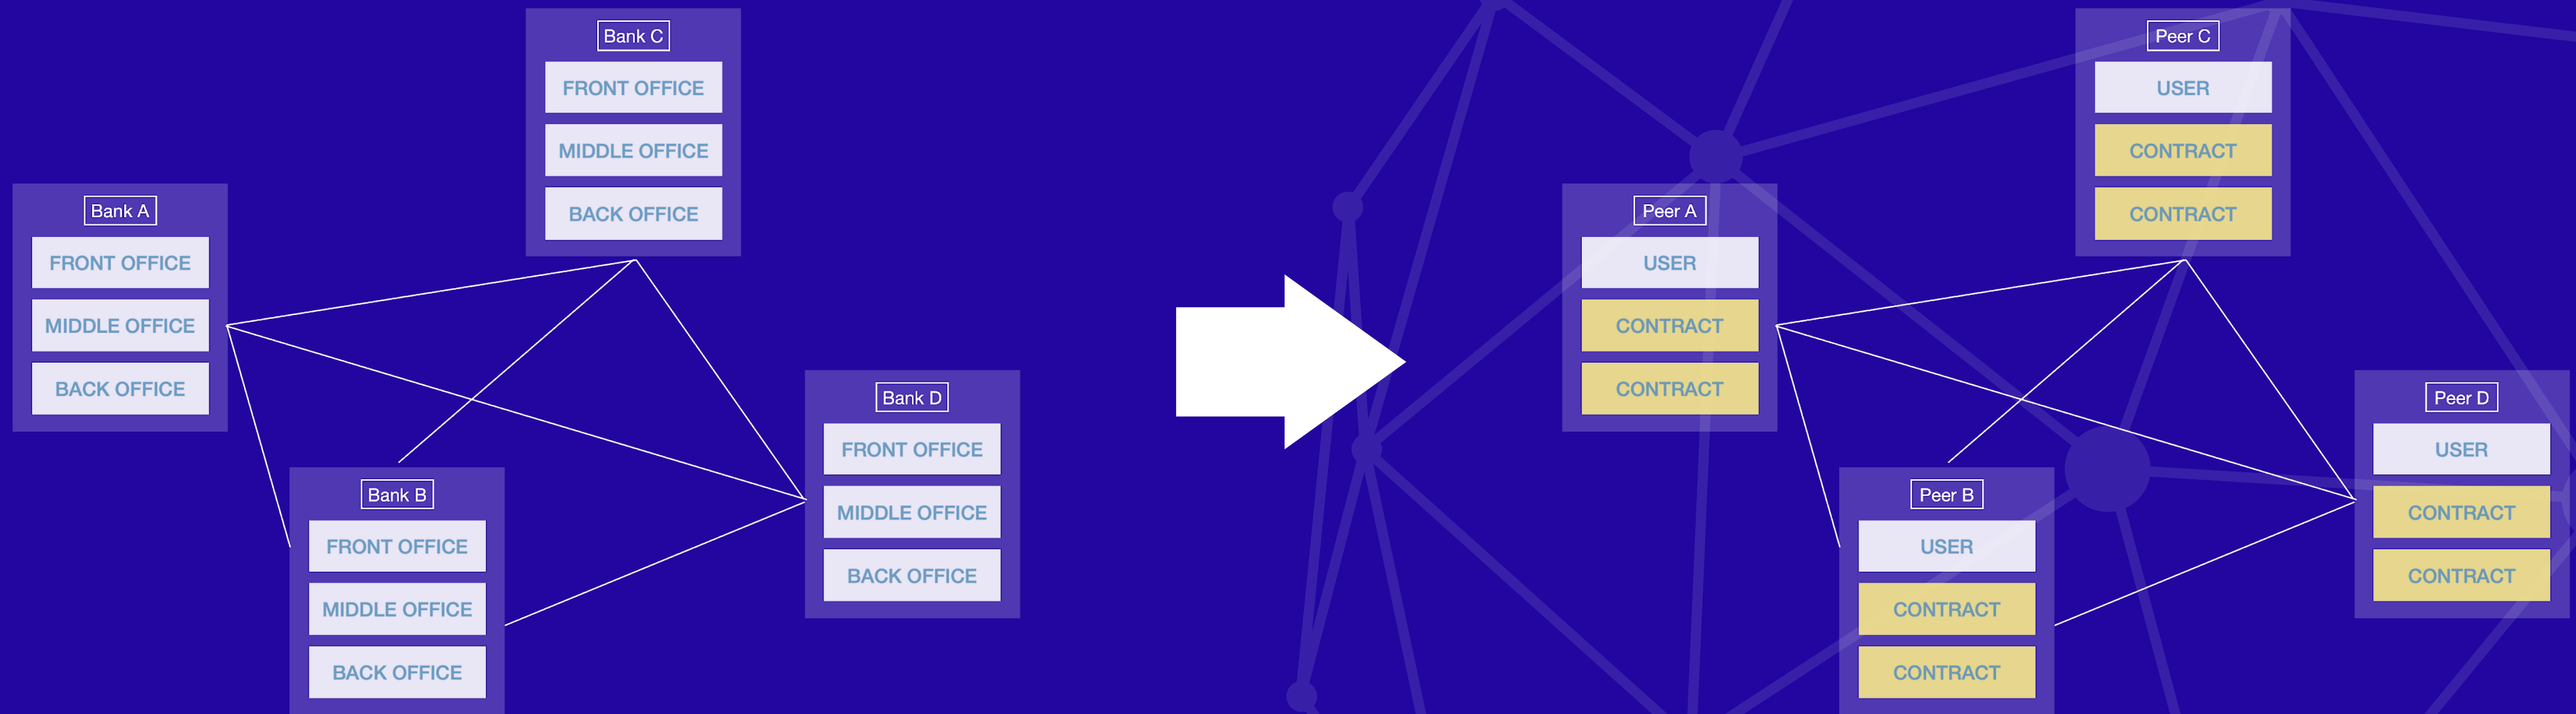 Bank A
FRONT OFFICE
MIDDLE OFFICE
BACK OFFICE
Bank C
FRONT OFFICE
MIDDLE OFFICE
BACK OFFICE
Bank B
FRONT OFFICE
MIDDLE OFFICE
BACK OFFICE
Bank D
FRONT OFFICE
MIDDLE OFFICE
BACK OFFICE
Peer A
USER
CONTRACT
CONTRACT
Peer C
USER
CONTRACT
CONTRACT
Peer B
USER
CONTRACT
CONTRACT
Peer D
USER
CONTRACT
CONTRACT